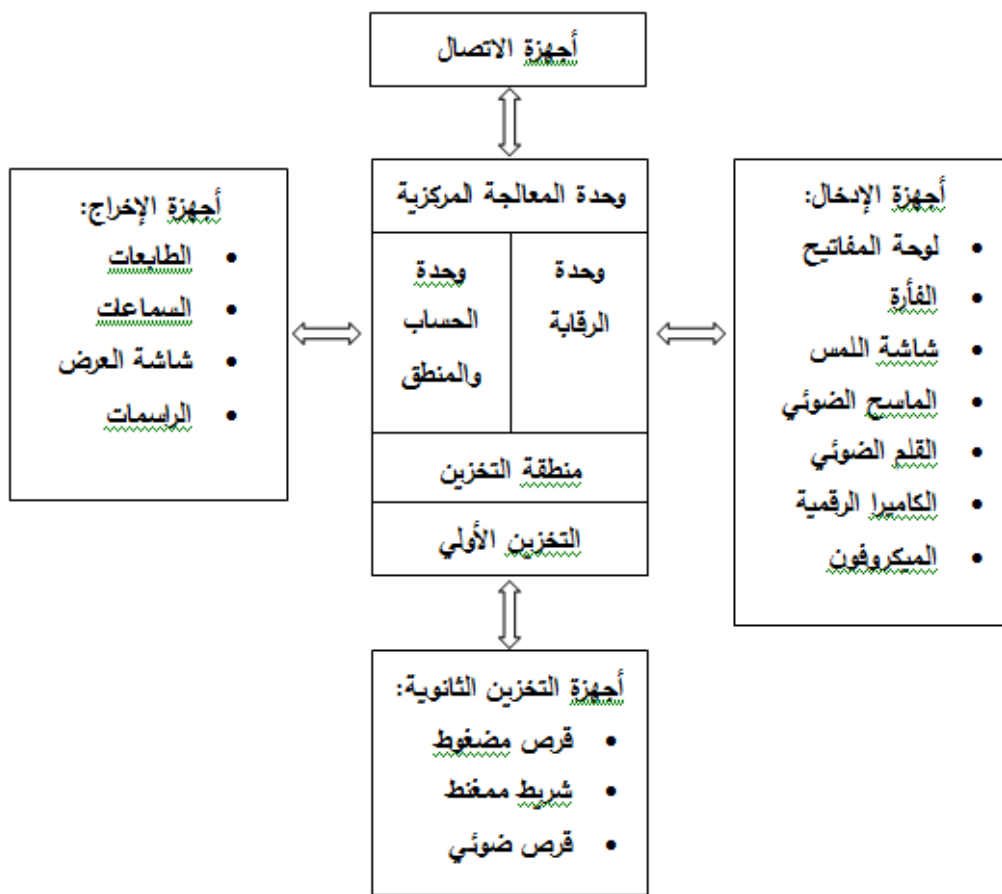 أجهزة الاتصال
وحدة المعالجة المركزية
وحدة
الرقابة
وحدة
الحساب
والمنطق
منطقة التخزين
التخزين الأولي
أجهزة الإدخال:
• لوحة المفاتيح
• الفأرة
• شاشة اللمس
• الماسح الضوئي
• القلم الضوئي
• الكاميرا الرقمية
• الميكروفون
أجهزة الإخراج:
• الطابعات
• السماعات
• شاشة العرض
• الراسمات
أجهزة التخزين الثانوية:
• قرص مضغوط
• شريط ممغنط
• قرص ضوئي